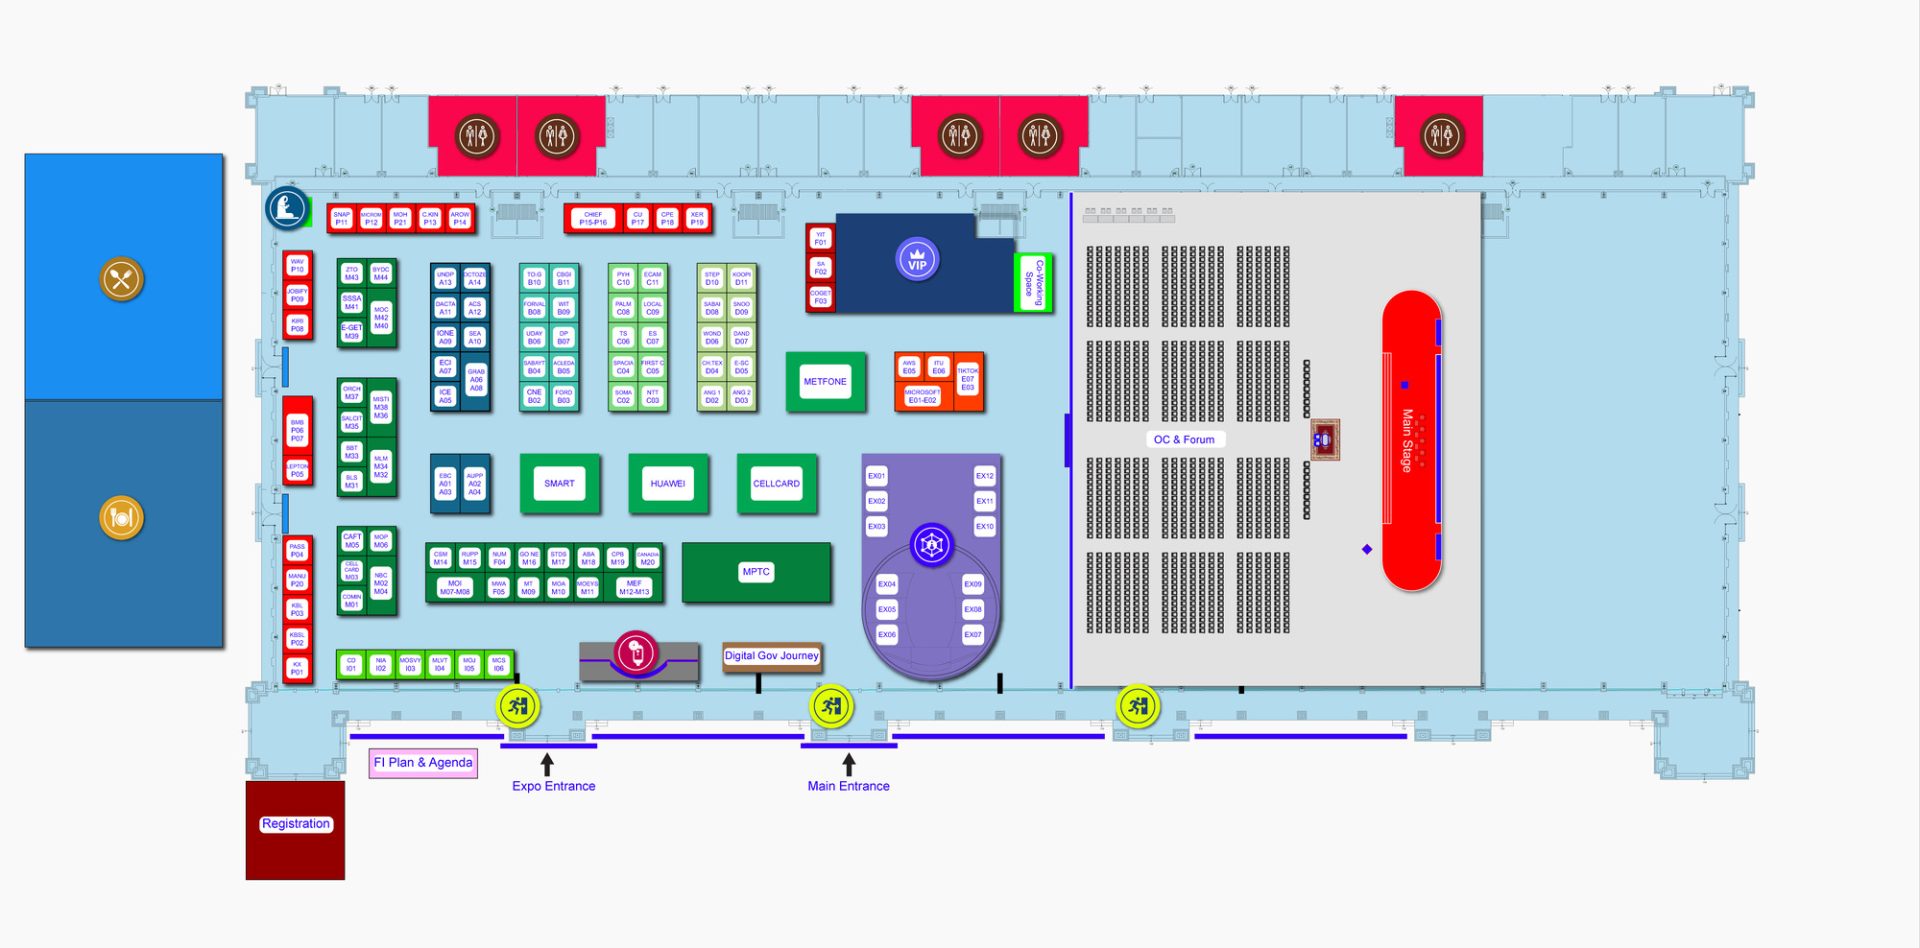 SNAP
P11
MICROM
P12
MOH
P21
C.KIN
P13
AROW
P14
CHIEF
P15-P16
CU
P17
CPE
P18
XER
P19
YIT
F01
SA
F02
COGET
F03
VIP
Co-Working
Space
WAV
P10
JOBIFY
P09
KIRI
P08
BMB
P06
P07
LEPTON
P05
PASS
P04
MANU
P20
KBL
P03
KBSL
P02
KX
P01
ZTO
M43
BYDC
M44
SSSA
M41
MOC
M42
M40
E-GET
M39
ORCH
M37
MISTI
M38
M36
SALCIT
M35
BBT
M33
MLM
M34
M32
BLS
M31
CAFT
M05
MOP
M06
CELL
CARD
M03
NBC
M02
M04
COMIN
M01
UNDP
A13
OCTOZE
A14
DACTA
A11
ACS
A12
IONE
A09
SEA
A10
ECI
A07
GRAB
A06
A08
ICE
A05
EBC
A01
A03
AUPP
A02
A04
TO:G
B10
CBGI
B11
FORVAL
B08
WIT
B09
UDAY
B06
DP
B07
SABAYT
B04
ACLEDA
B05
CNE
B02
FORD
B03
PYH
C10
ECAM
C11
PALM
C08
LOCAL
C09
TS
C06
ES
C07
SPACIA
C04
FIRST C
C05
SOMA
C02
NTT
C03
STEP
D10
KOOPI
D11
SABAI
D08
SNOO
D09
WOND
D06
DAND
D07
CH.TEX
D04
E-SC
D05
ANG 1
D02
ANG 2
D03
METFONE
AWS
E05
ITU
E06
TIKTOK
E07
E03
MICROSOFT
E01-E02
SMART
HUAWEI
CELLCARD
CSM
M14
RUPP
M15
NUM
F04
GO NE
M16
STDS
M17
ABA
M18
CPB
M19
CANADIA
M20
MOI
M07-M08
MWA
F05
MT
M09
MOA
M10
MOEYS
M11
MEF
M12-M13
MPTC
EX01
EX02
EX03
EX12
EX11
EX10
EX04
EX05
EX06
EX09
EX08
EX07
OC & Forum
Main Stage
CD
I01
NIA
I02
MOSVY
I03
MLVT
I04
MOJ
I05
MCS
I06
Digital Gov Journey
FI Plan & Agenda
Expo Entrance
Main Entrance
Registration